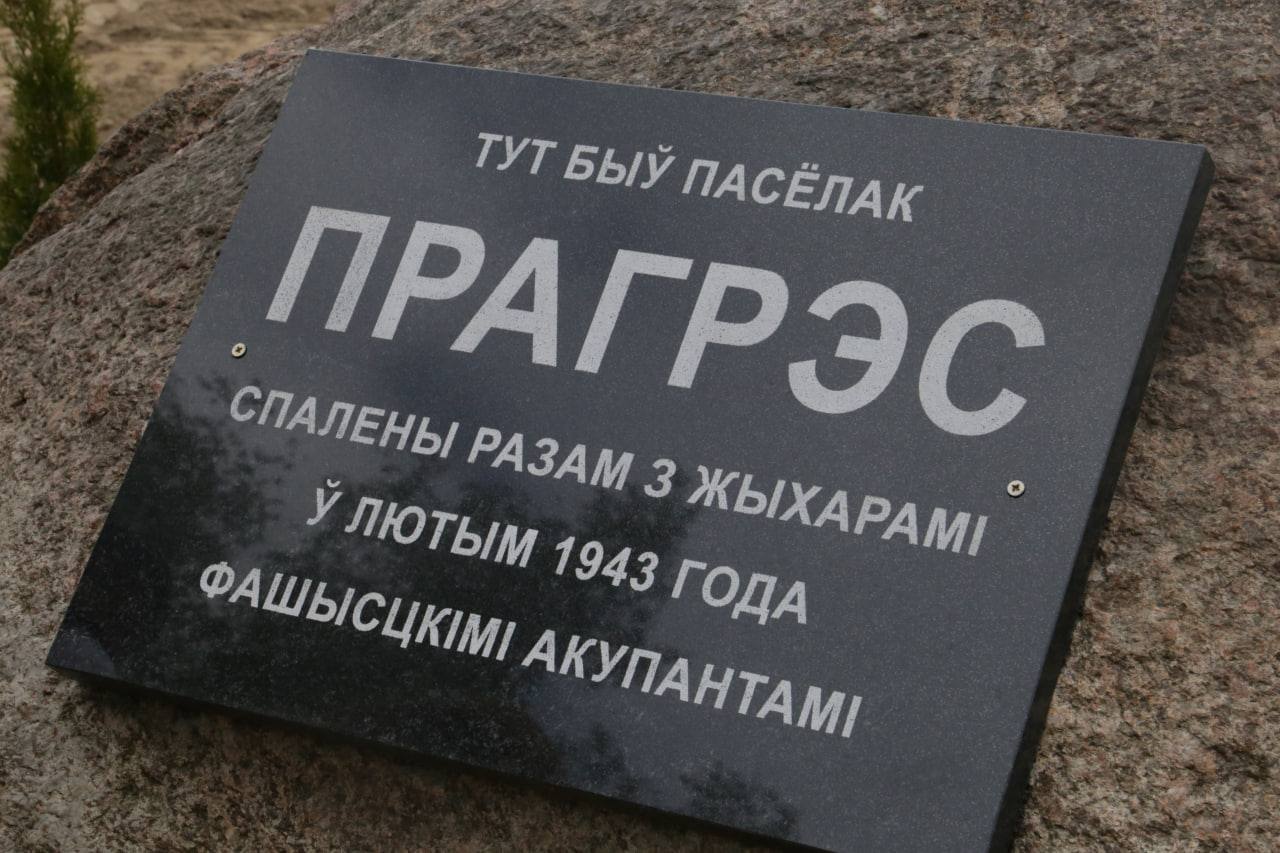 ТУТ БЫЎ ПАСЁЛАК
ПРАГРЭС
СПАЛЕНЫ РАЗАМ З ЖЫХАРАМІ
Ў ЛЮТЫМ 1943 ГОДА
ФАШЫСЦКІМІ АКУПАНТАМІ